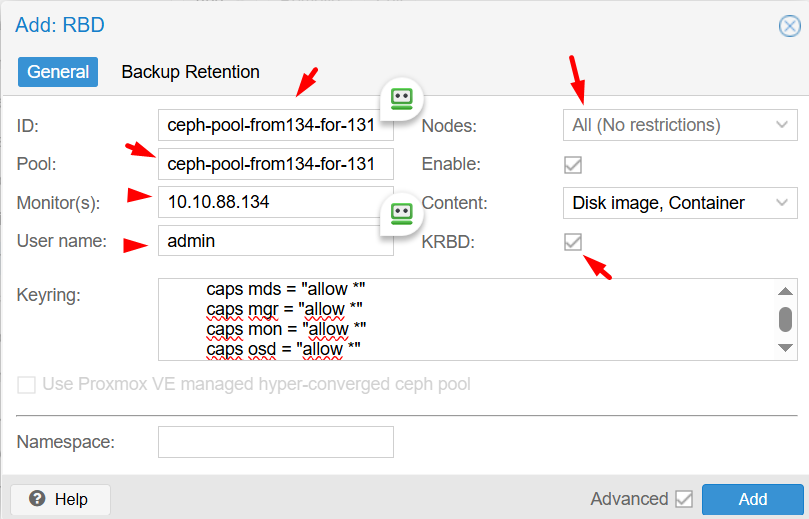 Add: RBD
General Backup Retention
ID: ceph-pool-from134-for-131 Nodes: All (No restrictions)
Pool: ceph-pool-from134-for-131 Enable:
Monitor(s): 10.10.88.134 Content: Disk image, Container
User name: admin KRBD:
Keyring: caps mds = "allow *"
caps mgr = "allow *"
caps mon = "allow *"
caps osd = "allow *"
Use Proxmox VE managed hyper-converged ceph pool
Namespace:
? Help Advanced Add